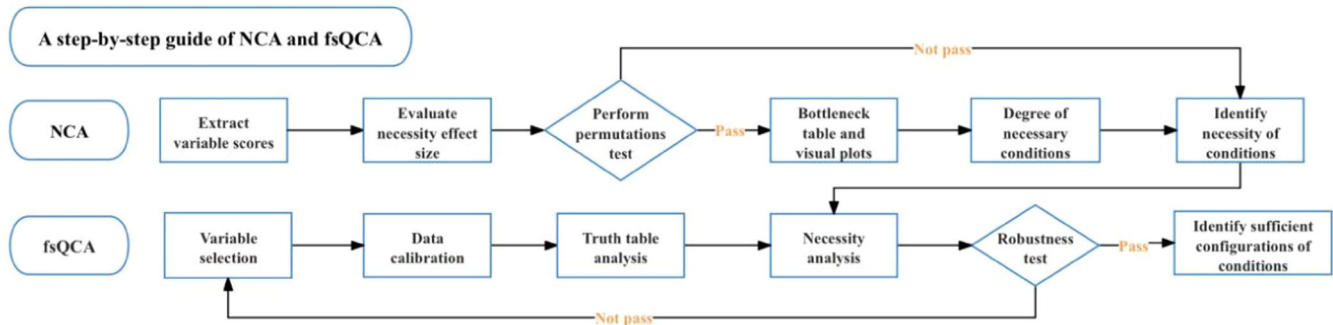 A step-by-step guide of NCA and fsQCA
Not pass
NCA
Extract
variable scores
Evaluate
necessity effect
size
Perform
permutations
test
Pass
Bottleneck
table and
visual plots
Degree of
necessary
conditions
Identify
necessity of
conditions
fsQCA
Variable
selection
Data
calibration
Truth table
analysis
Necessity
analysis
Robustness
test
Pass
Identify sufficient
configurations of
conditions
Not pass